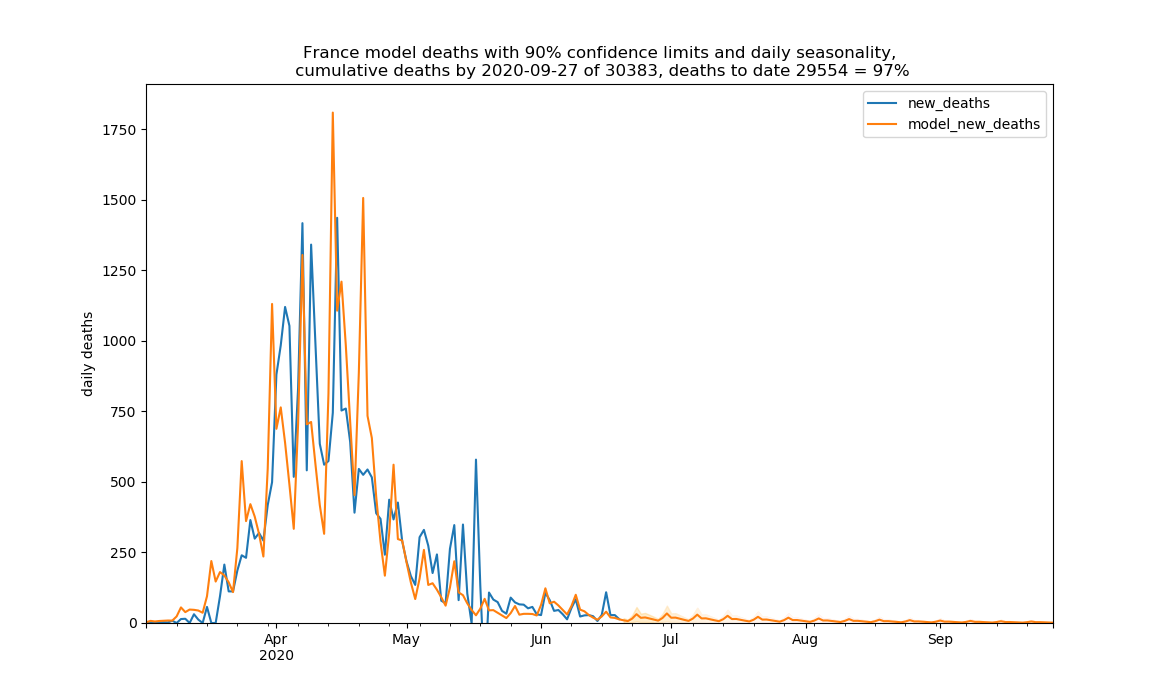 France model deaths with 90% confidence limits and daily seasonality,
cumulative deaths by 2020-09-27 of 30383, deaths to date 29554 = 97%
new_deaths
model_new_deaths
1750
1500
1250
1000
750
500
250
0
daily deaths
Apr
2020
May
Jun
Jul
Aug
Sep